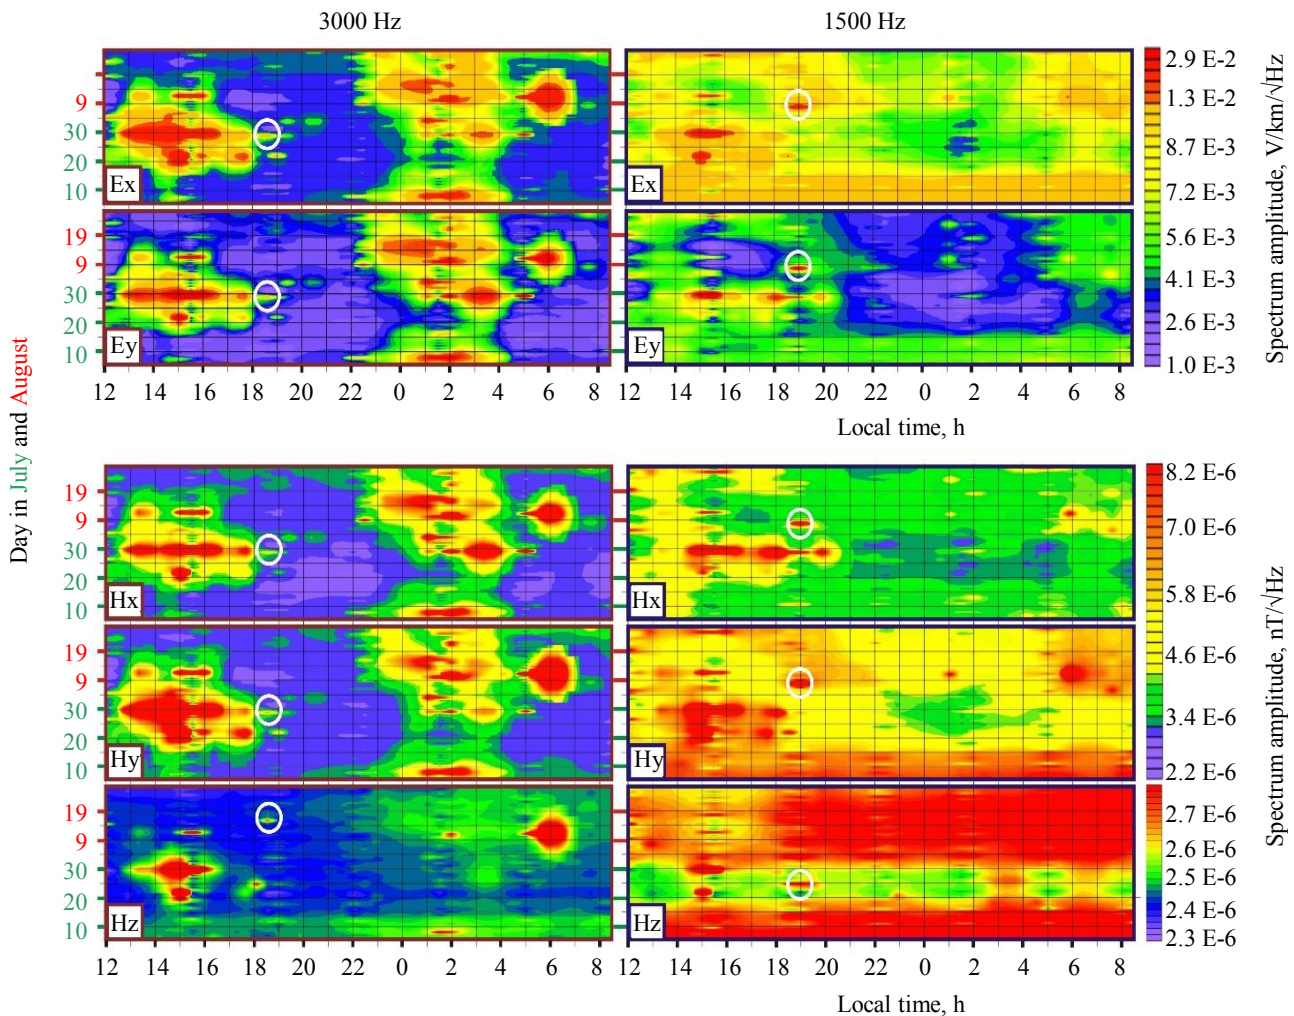 3000 Hz
1500 Hz
9
30
20
10
Ex
Ex
2.9 E-2
1.3 E-2
8.7 E-3
7.2 E-3
5.6 E-3
4.1 E-3
2.6 E-3
1.0 E-3
Spectrum amplitude, V/km/√Hz
19
9
30
20
10
Ey
Ey
12 14 16 18 20 22 0 2 4 6 8
12 14 16 18 20 22 0 2 4 6 8
Local time, h
Day in July and August
19
9
30
20
10
Hx
Hx
8.2 E-6
7.0 E-6
5.8 E-6
4.6 E-6
3.4 E-6
2.2 E-6
Spectrum amplitude, nT/√Hz
19
9
30
20
10
Hy
Hy
19
9
30
20
10
Hz
Hz
2.7 E-6
2.6 E-6
2.5 E-6
2.4 E-6
2.3 E-6
12 14 16 18 20 22 0 2 4 6 8
12 14 16 18 20 22 0 2 4 6 8
Local time, h